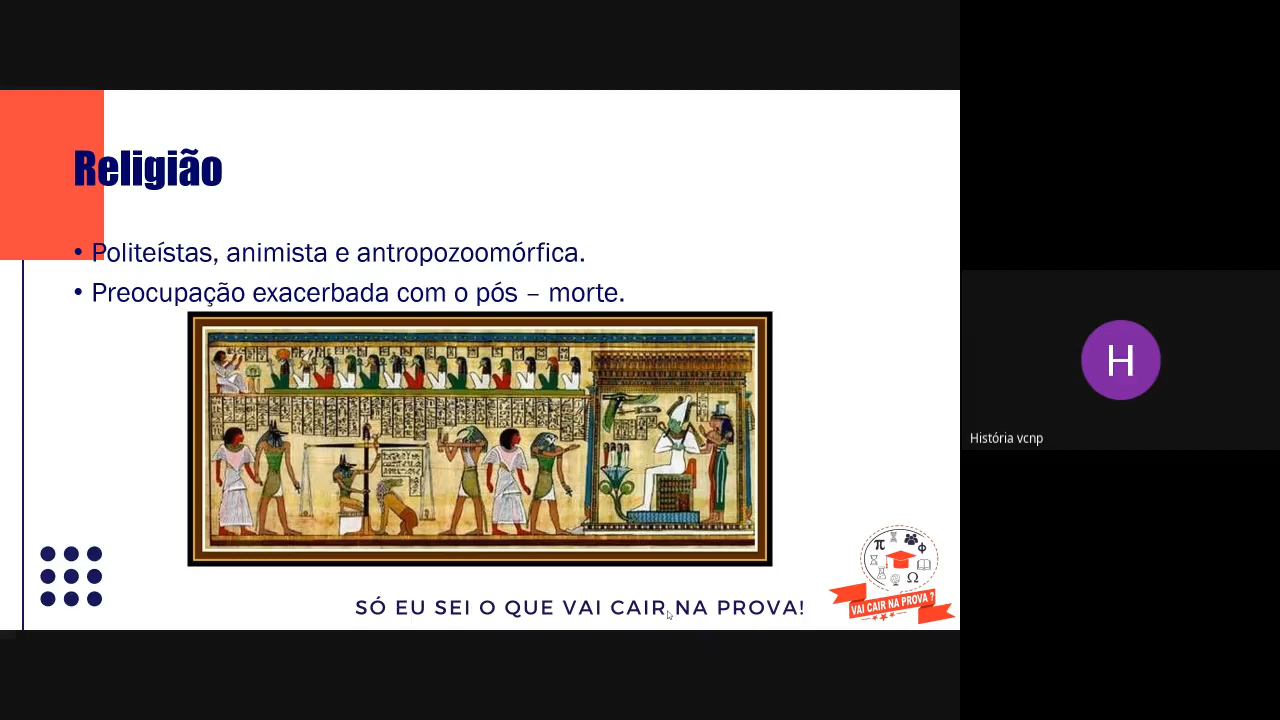 Religião
• Politeístas, animista e antropozoomórfica.
• Preocupação exacerbada com o pós – morte.
SÓ EU SEI O QUE VAI CAIR NA PROVA!
π
Φ
Ω
VAI CAIR NA PROVA ?
H
História vcnp